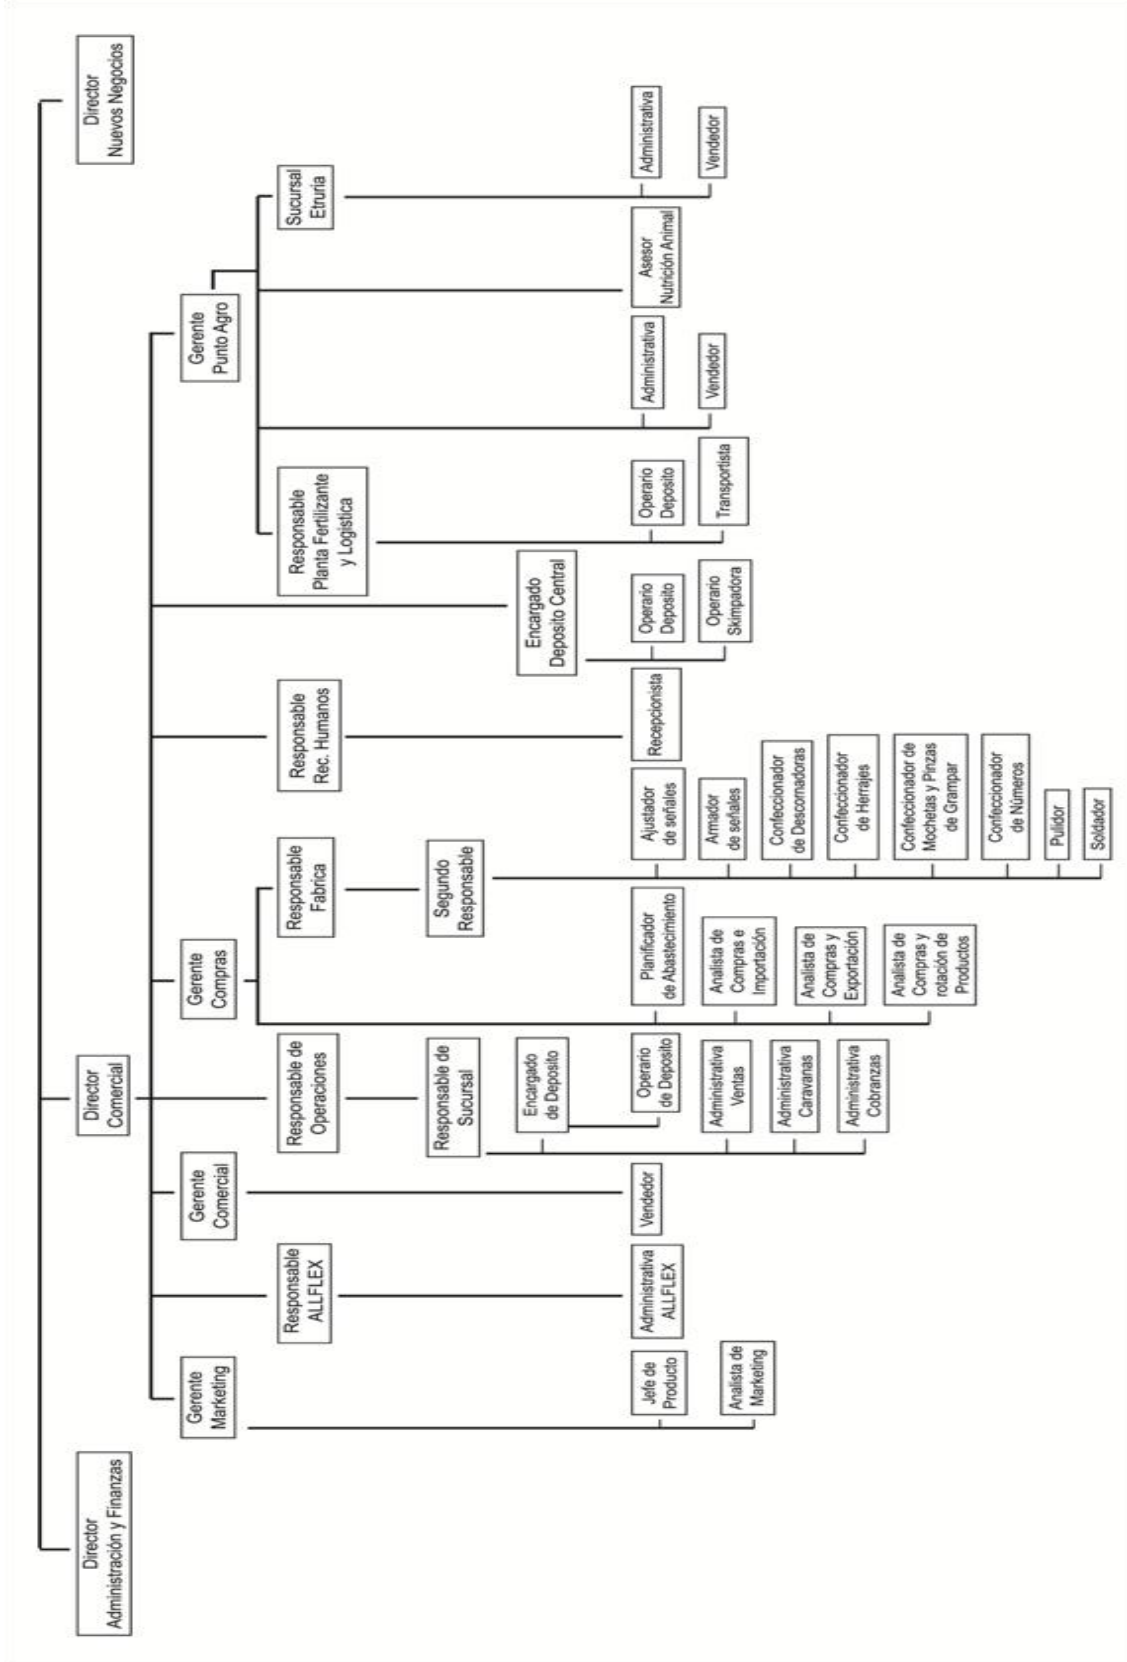 Director
Administración y Finanzas
Director
Comercial
Director
Nuevos Negocios
Gerente
Marketing
Gerente
Comercial
Gerente
Compras
Gerente
Punto Agro
Responsable
ALLFLEX
Responsable de
Operaciones
Responsable
Fabrica
Responsable
Rec. Humanos
Responsable
Planta Fertilizante
y Logistica
Sucursal
Etruria
Responsable de
Sucursal
Segundo
Responsable
Encargado
de Deposito
Encargado
Deposito Central
Jefe de
Producto
Analista de
Marketing
Administrativa
ALLFLEX
Vendedor
Operario
de Deposito
Administrativa
Ventas
Administrativa
Caravanas
Administrativa
Cobranzas
Planificador
de Abastecimiento
Analista de
Compras e
Importación
Analista de
Compras y
Exportación
Analista de
Compras y
rotación de
Productos
Ajustador
de señales
Armador
de señales
Confeccionador
de Descornadoras
Confeccionador
de Herrajes
Confeccionador de
Mochetas y Pinzas
de Grampar
Confeccionador
de Números
Pulidor
Soldador
Recepcionista
Operario
Deposito
Operario
Skimpadora
Operario
Deposito
Transportista
Administrativa
Vendedor
Asesor
Nutrición Animal
Administrativa
Vendedor